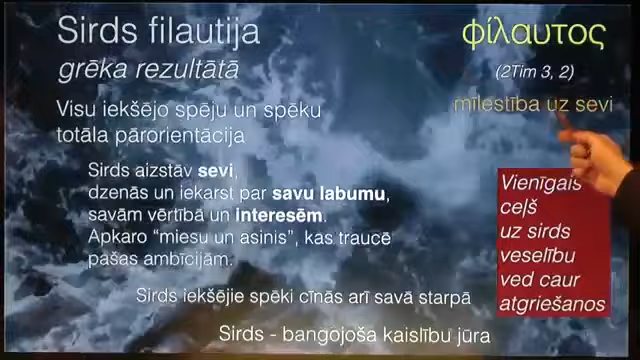 Sirds filautija
grēka rezultātā
φίλαυτος
(2Tim 3, 2)
mīlestība uz sevi
Visu iekšējo spēju un spēku
totāla pārorientācija
Sirds aizstāv sevi,
dzenās un iekarst par savu labumu,
savām vērtībā un interesēm.
Apkaro "miesu un asinis", kas traucē
pašas ambīcijām.
Vienīgais
ceļš
uz sirds
veselību
ved caur
atgriešanos
Sirds iekšējie spēki cīnās arī savā starpā
Sirds - bangojoša kaislību jūra